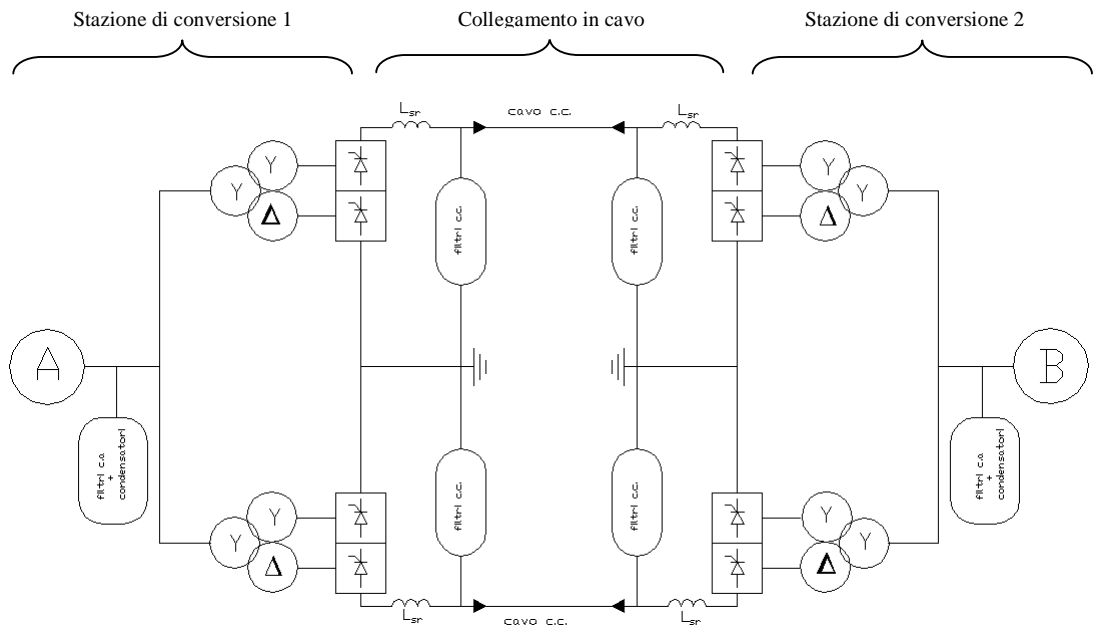 Stazione di conversione 1
Collegamento in cavo
Stazione di conversione 2
Lsr
cavo c.c.
Lsr
Y
Y
Δ
filtri c.c.
filtri c.c.
Y
Y
Δ
A
B
filtri c.a
+
condensatori
filtri c.a
+
condensatori
Y
Y
Δ
filtri c.c.
filtri c.c.
Y
Y
Δ
Lsr
cavo c.c.
Lsr